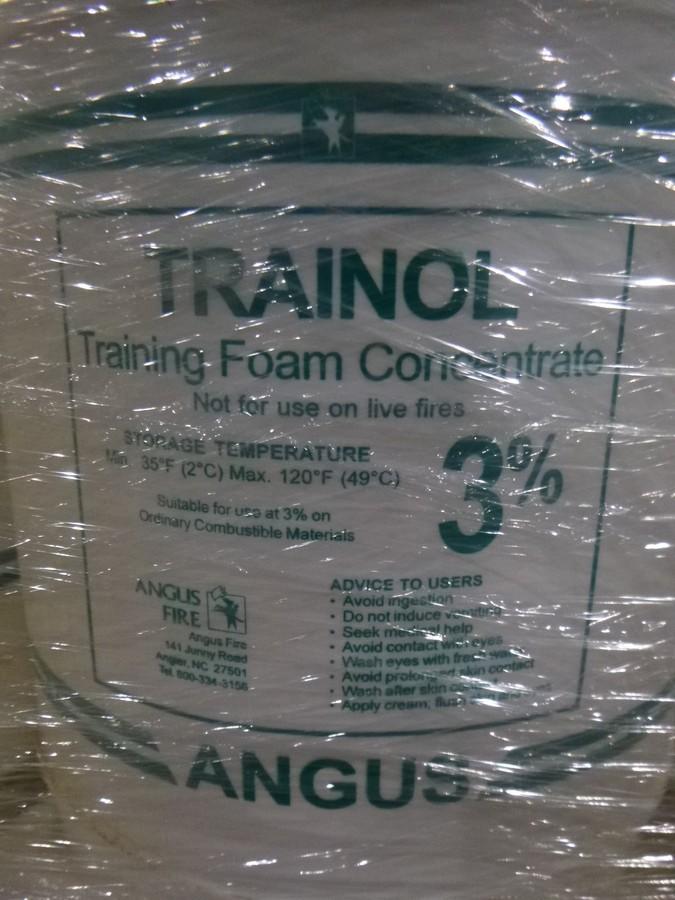 TRAINOL
Training Foam Concentrate
Not for use on live fires
STORAGE TEMPERATURE
Min. 35°F (2°C) Max. 120°F (49°C)
3%
Suitable for use at 3% on
Ordinary Combustible Materials
ANGUS
FIRE
Angus Fire
141 Junny Road
Angier, NC 27501
Tel. 800-334-3156
ADVICE TO USERS
• Avoid ingestion
• Do not induce vomiting
• Seek medical help
• Avoid contact with eyes
• Wash eyes with fresh water
• Avoid prolonged skin contact
• Wash after skin contact
• Apply cream; flush
ANGUS